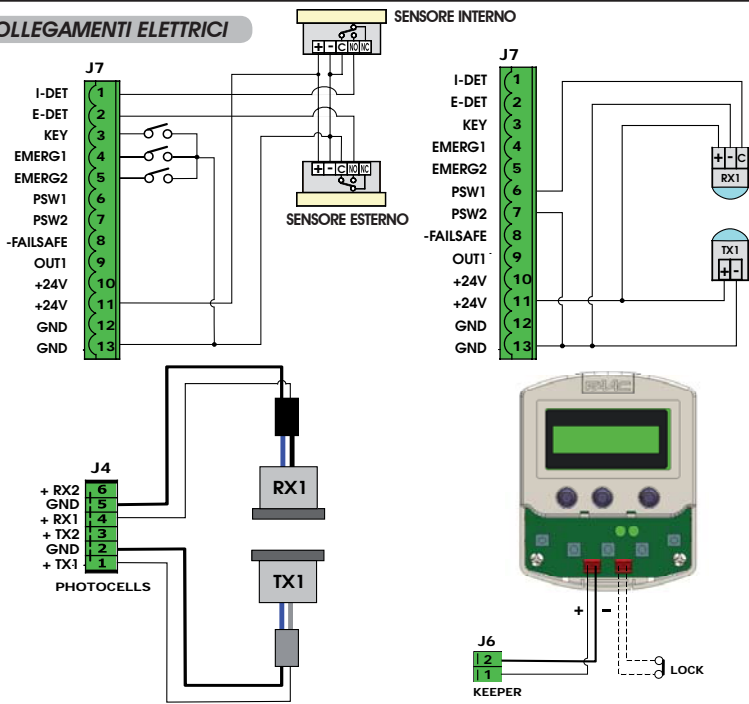 OLLEGAMENTI ELETTRICI
SENSORE INTERNO
+ - C NO NC
J7
I-DET 1
E-DET 2
KEY 3
EMERG1 4
EMERG2 5
PSW1 6
PSW2 7
-FAILSAFE 8
OUT1 9
+24V 10
+24V 11
GND 12
GND 13
+ - C NO NC
SENSORE ESTERNO
J7
I-DET 1
E-DET 2
KEY 3
EMERG1 4
EMERG2 5
PSW1 6
PSW2 7
-FAILSAFE 8
OUT1 9
+24V 10
+24V 11
GND 12
GND 13
+ - C
RX1
TX1
+ -
J4
+ RX2 6
GND 5
+ RX1 4
+ TX2 3
GND 2
+ TX1 1
PHOTOCELLS
RX1
TX1
FAAC
+ -
J6
2
1
KEEPER
LOCK